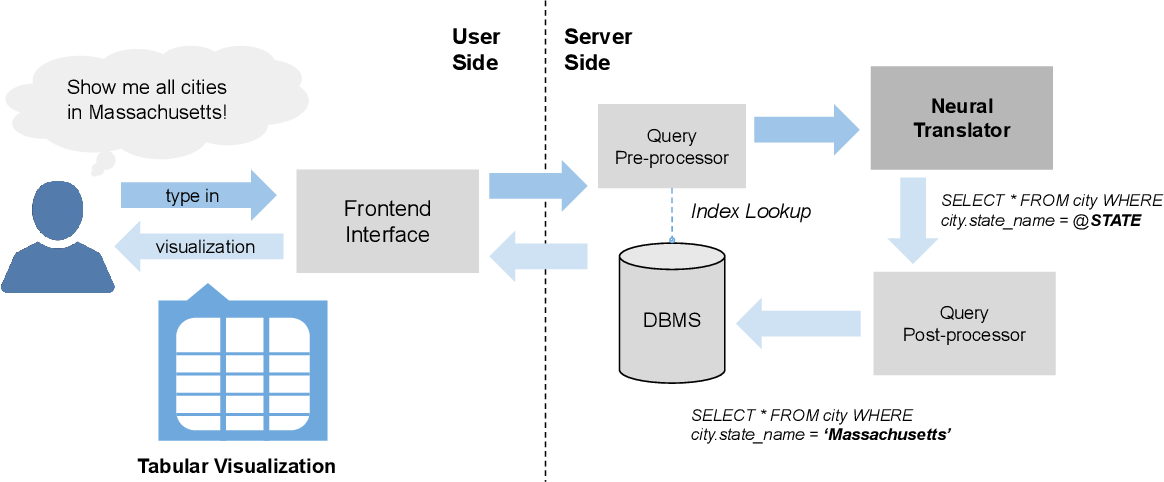 User
Side
Server
Side
Show me all cities
in Massachusetts!
type in
visualization
Frontend
Interface
Tabular Visualization
Query
Pre-processor
Index Lookup
Neural
Translator
SELECT * FROM city WHERE
city.state_name = @STATE
Query
Post-processor
DBMS
SELECT * FROM city WHERE
city.state_name = ‘Massachusetts’